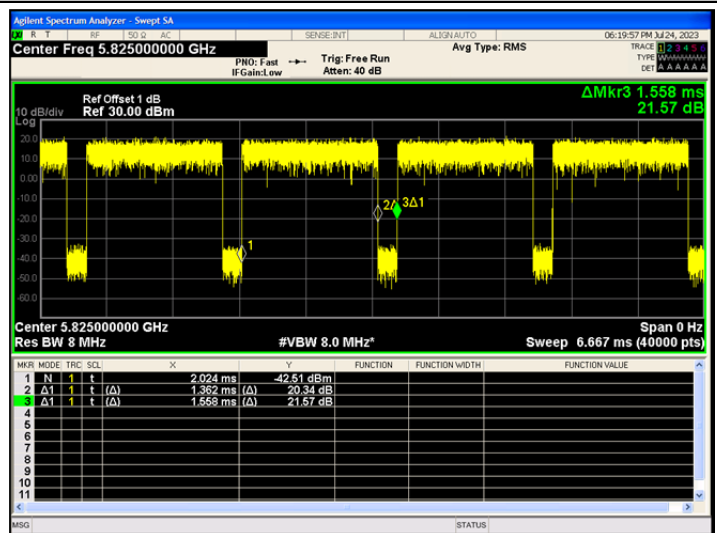 Agilent Spectrum Analyzer - Swept SA
R T RF 50 Ω AC SENSE:INT ALIGN AUTO 06:19:57 PM Jul 24, 2023
Center Freq 5.825000000 GHz
PNO: Fast
IFGain:Low
Trig: Free Run
Atten: 40 dB
Avg Type: RMS
TRACE 1 2 3 4 5 6
TYPE
DET A A A A A A
ΔMkr3 1.558 ms
21.57 dB
Ref Offset 1 dB
10 dB/div Ref 30.00 dBm
Log
20.0
10.0
0.00
-10.0
-20.0
-30.0
-40.0
-50.0
-60.0
1
2Δ
3Δ1
Center 5.825000000 GHz Span 0 Hz
Res BW 8 MHz #VBW 8.0 MHz* Sweep 6.667 ms (40000 pts)
MKR MODE TRC SCL X Y FUNCTION FUNCTION WIDTH FUNCTION VALUE
1 N 1 t 2.024 ms -42.51 dBm
2 Δ1 1 t (Δ) 1.362 ms (Δ) 20.34 dB
3 Δ1 1 t (Δ) 1.558 ms (Δ) 21.57 dB
4
5
6
7
8
9
10
11
MSG STATUS